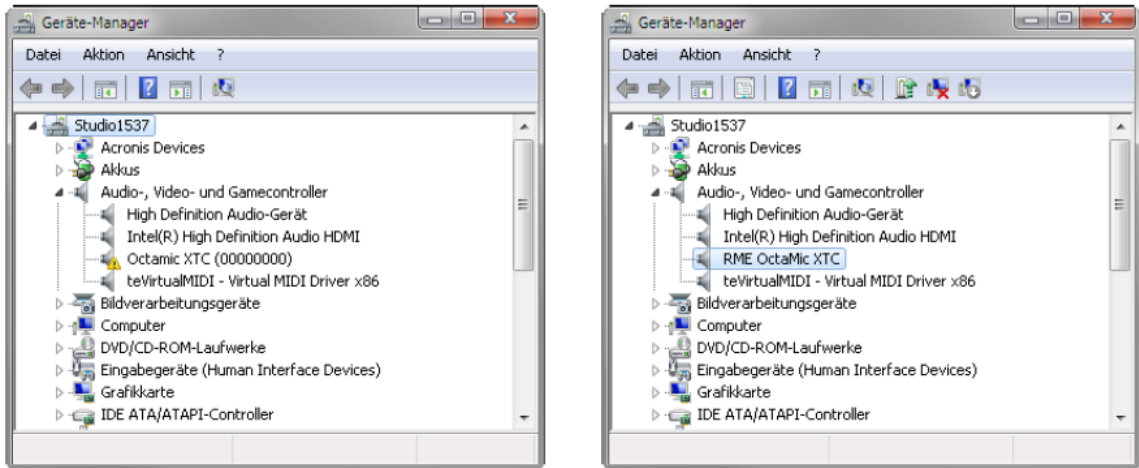 Geräte-Manager
Datei Aktion Ansicht ?
Studio1537
Acronis Devices
Akkus
Audio-, Video- und Gamecontroller
High Definition Audio-Gerät
Intel(R) High Definition Audio HDMI
Octamic XTC (00000000)
teVirtualMIDI - Virtual MIDI Driver x86
Bildverarbeitungsgeräte
Computer
DVD/CD-ROM-Laufwerke
Eingabegeräte (Human Interface Devices)
Grafikkarte
IDE ATA/ATAPI-Controller
Geräte-Manager
Datei Aktion Ansicht ?
Studio1537
Acronis Devices
Akkus
Audio-, Video- und Gamecontroller
High Definition Audio-Gerät
Intel(R) High Definition Audio HDMI
RME OctaMic XTC
teVirtualMIDI - Virtual MIDI Driver x86
Bildverarbeitungsgeräte
Computer
DVD/CD-ROM-Laufwerke
Eingabegeräte (Human Interface Devices)
Grafikkarte
IDE ATA/ATAPI-Controller